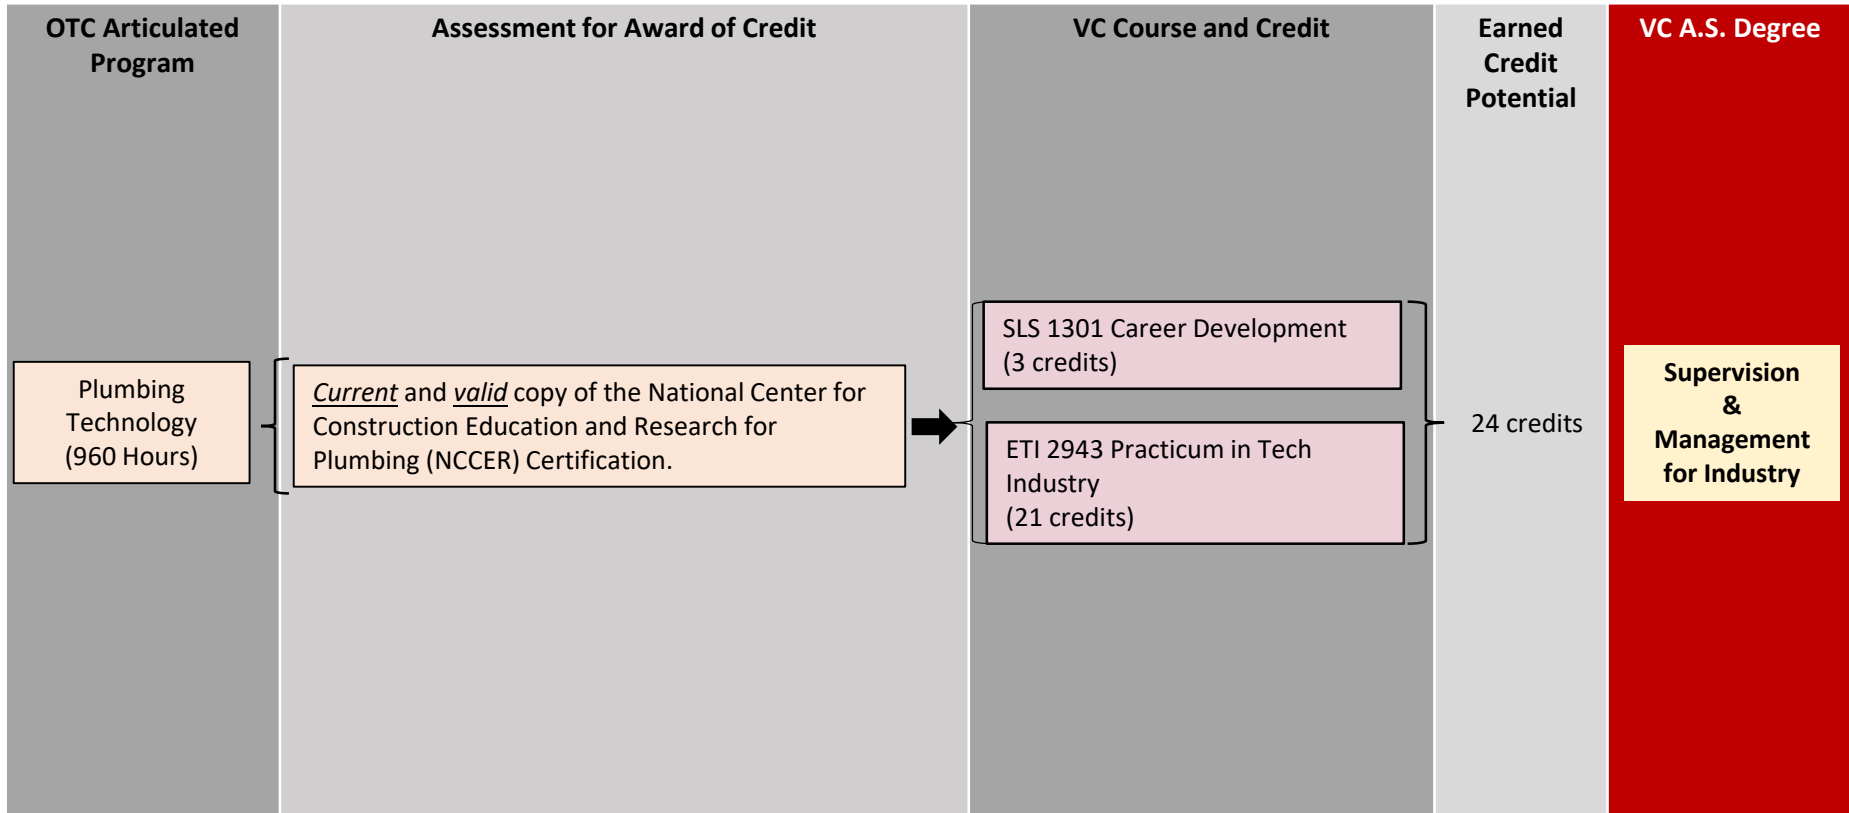 OTC Articulated
Program
Assessment for Award of Credit
VC Course and Credit
Earned
Credit
Potential
VC A.S. Degree
Plumbing
Technology
(960 Hours)
Current and valid copy of the National Center for
Construction Education and Research for
Plumbing (NCCER) Certification.
SLS 1301 Career Development
(3 credits)
ETI 2943 Practicum in Tech
Industry
(21 credits)
24 credits
Supervision
&
Management
for Industry